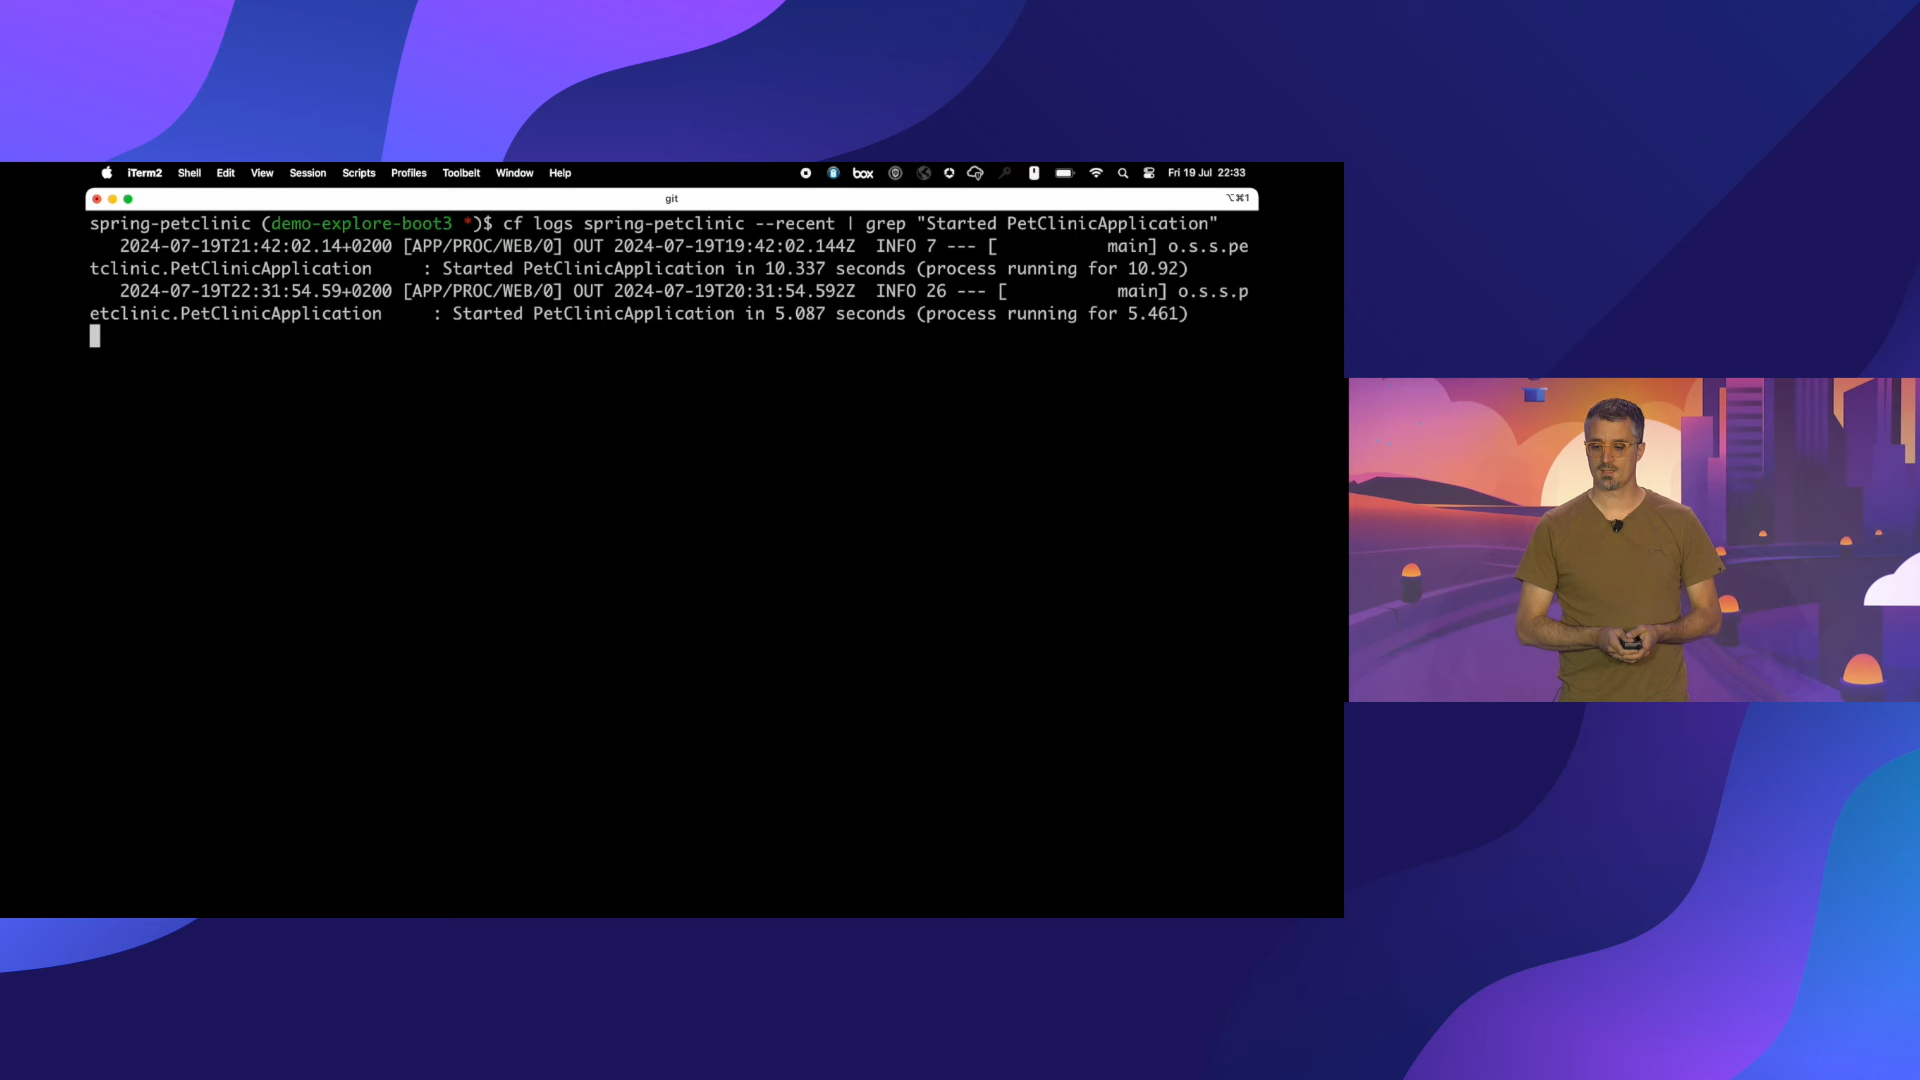 iTerm2 Shell Edit View Session Scripts Profiles Toolbelt Window Help box Fri 19 Jul 22:33
git ⌥⌘1
spring-petclinic (demo-explore-boot3 *)$ cf logs spring-petclinic --recent | grep "Started PetClinicApplication"
2024-07-19T21:42:02.14+0200 [APP/PROC/WEB/0] OUT 2024-07-19T19:42:02.144Z  INFO 7 --- [           main] o.s.s.pe
tclinic.PetClinicApplication     : Started PetClinicApplication in 10.337 seconds (process running for 10.92)
2024-07-19T22:31:54.59+0200 [APP/PROC/WEB/0] OUT 2024-07-19T20:31:54.592Z  INFO 26 --- [           main] o.s.s.p
etclinic.PetClinicApplication     : Started PetClinicApplication in 5.087 seconds (process running for 5.461)